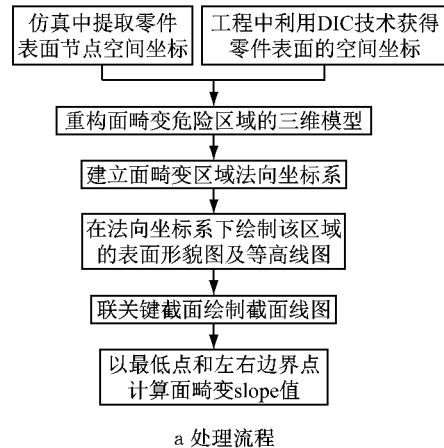 仿真中提取零件
表面节点空间坐标
工程中利用DIC技术获得
零件表面的空间坐标
重构面畸变危险区域的三维模型
建立面畸变区域法向坐标系
在法向坐标系下绘制该区域
的表面形貌图及等高线图
联关键截面绘制截面线图
以最低点和左右边界点
计算面畸变slope值
a 处理流程